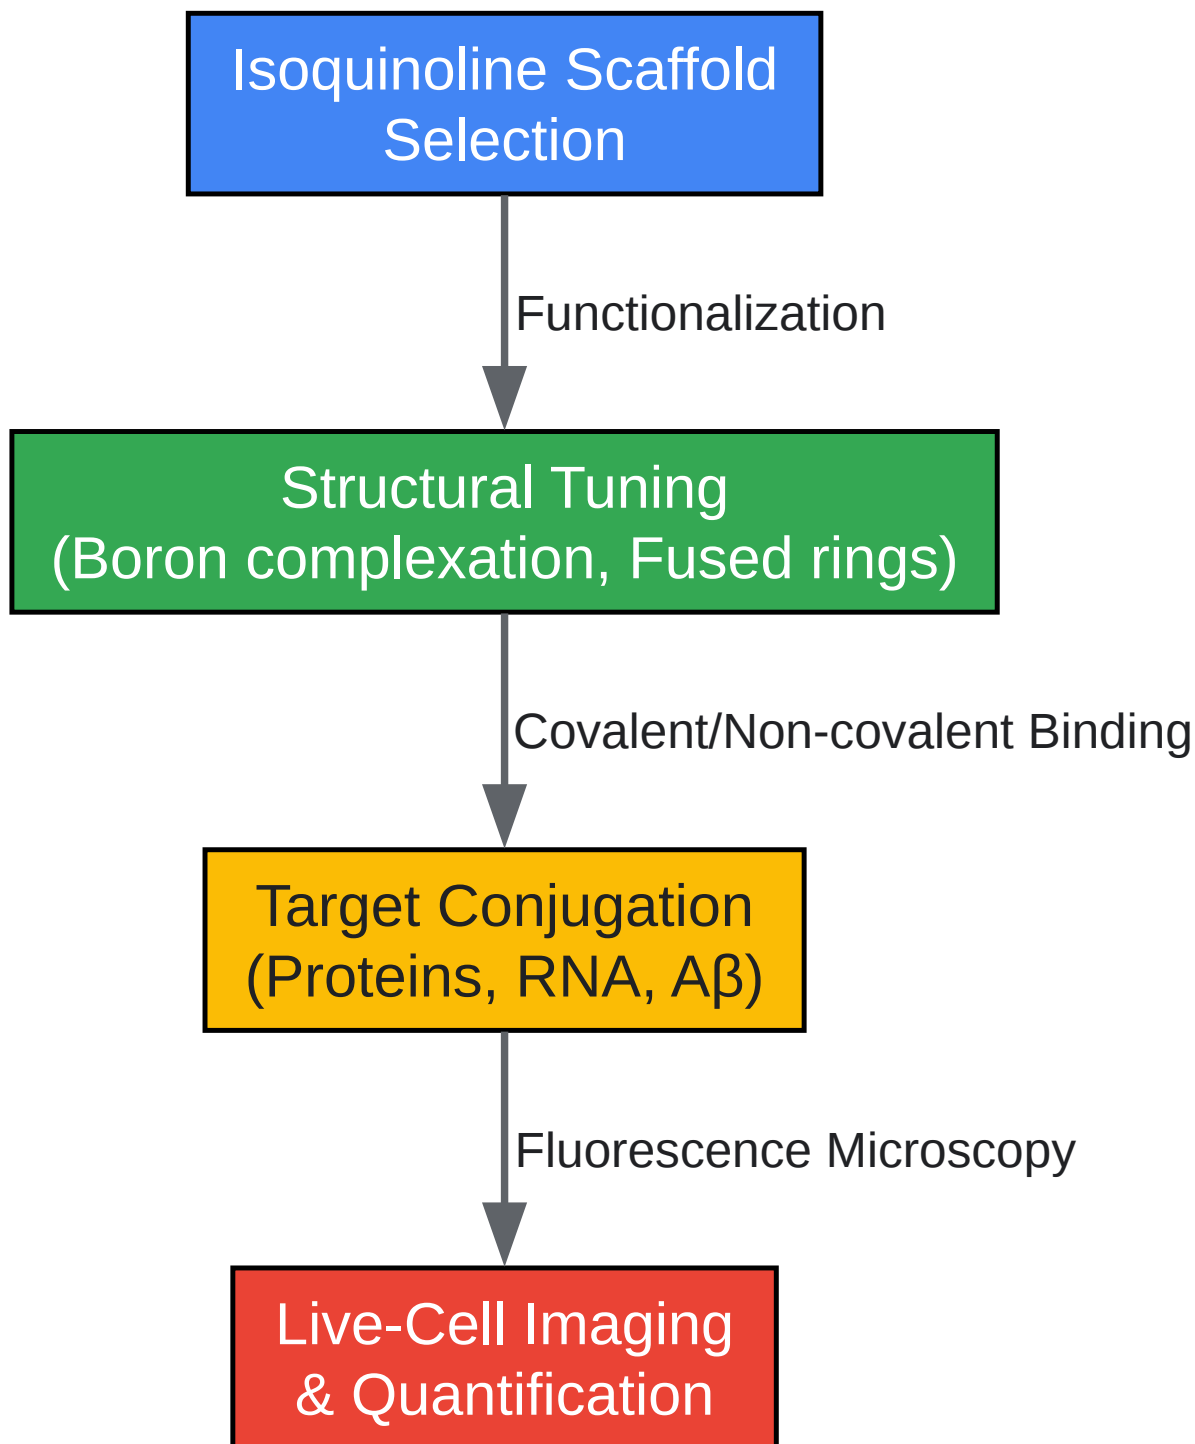 Isoquinoline Scaffold
Selection
Functionalization
Structural Tuning
(Boron complexation, Fused rings)
Covalent/Non-covalent Binding
Target Conjugation
(Proteins, RNA, Aβ)
Fluorescence Microscopy
Live-Cell Imaging
& Quantification